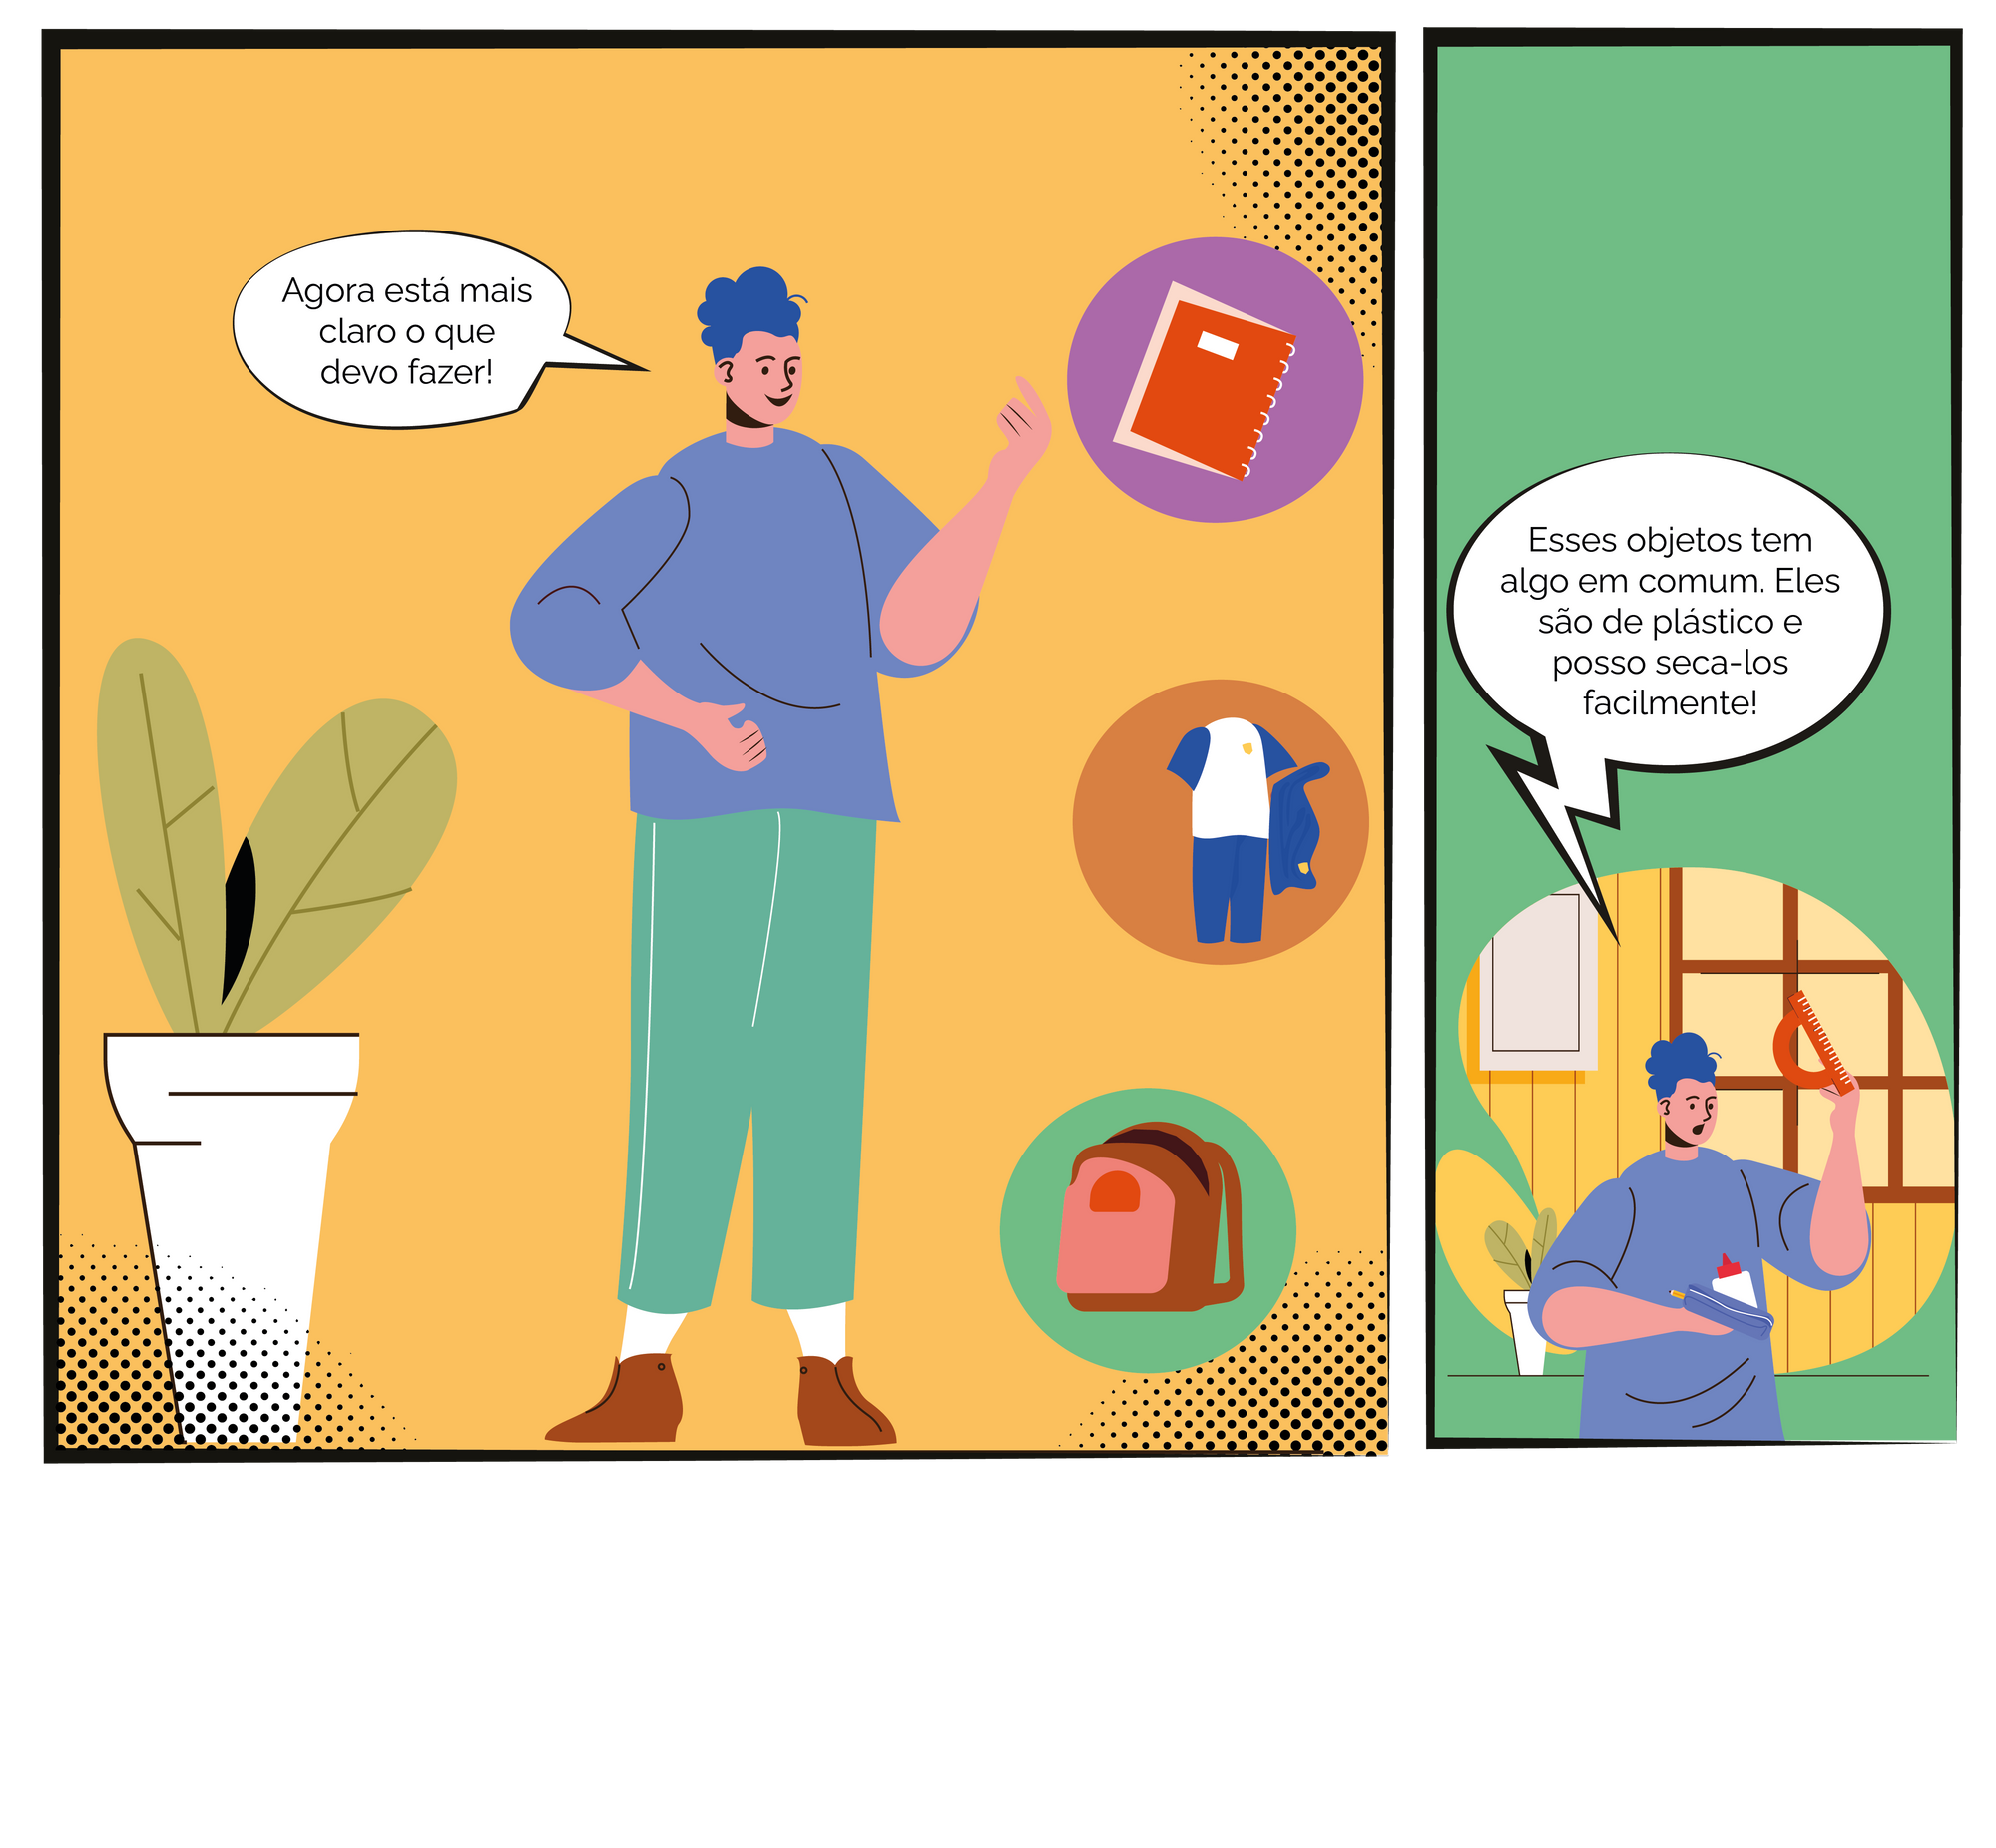 Agora está mais
claro o que
devo fazer!
Esses objetos tem
algo em comum. Eles
são de plástico e
posso seca-los
facilmente!